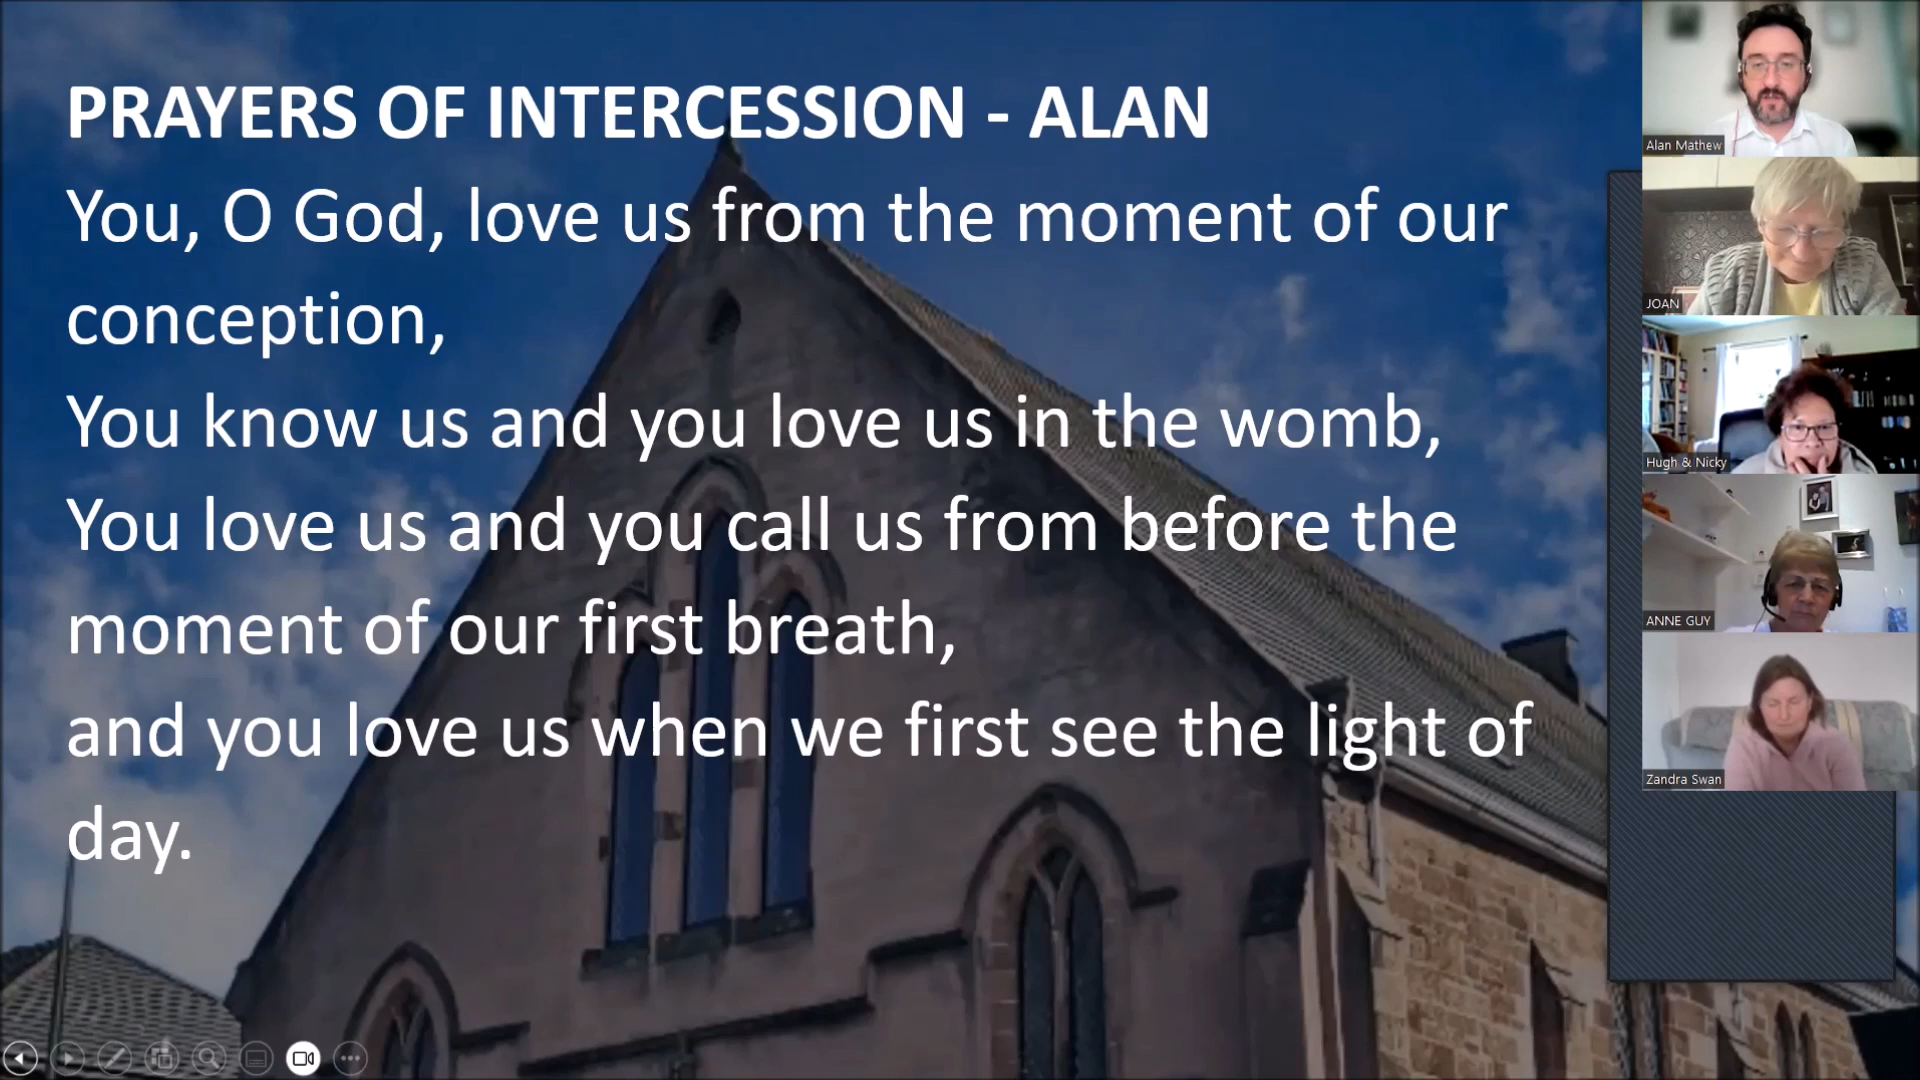 PRAYERS OF INTERCESSION - ALAN
You, O God, love us from the moment of our
conception,
You know us and you love us in the womb,
You love us and you call us from before the
moment of our first breath,
and you love us when we first see the light of
day.
Alan Mathew
JOAN
Hugh & Nicky
ANNE GUY
Zandra Swan